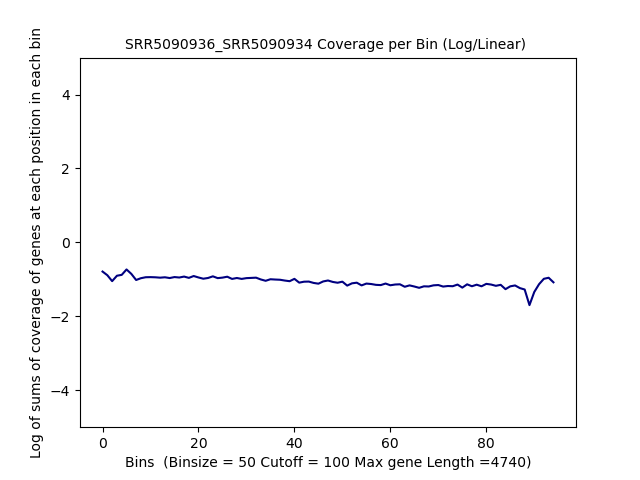 SRR5090936_SRR5090934 Coverage per Bin (Log/Linear)
Log of sums of coverage of genes at each position in each bin
4
2
0
−2
−4
0 20 40 60 80
Bins  (Binsize = 50 Cutoff = 100 Max gene Length =4740)